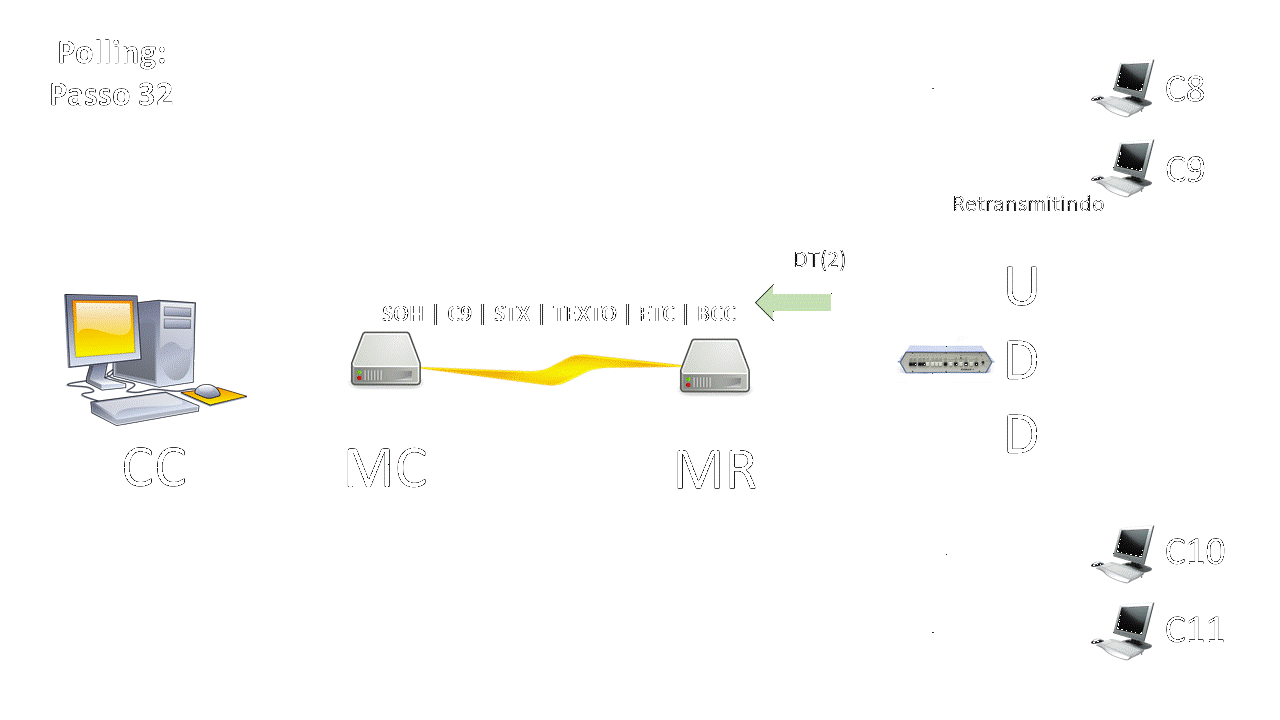 Polling:
Passo 32
C8
C9
Retransmitindo
DT(2)
SOH | C9 | STX | TEXTO | ETC | BCC
U
D
D
CC
MC
MR
C10
C11